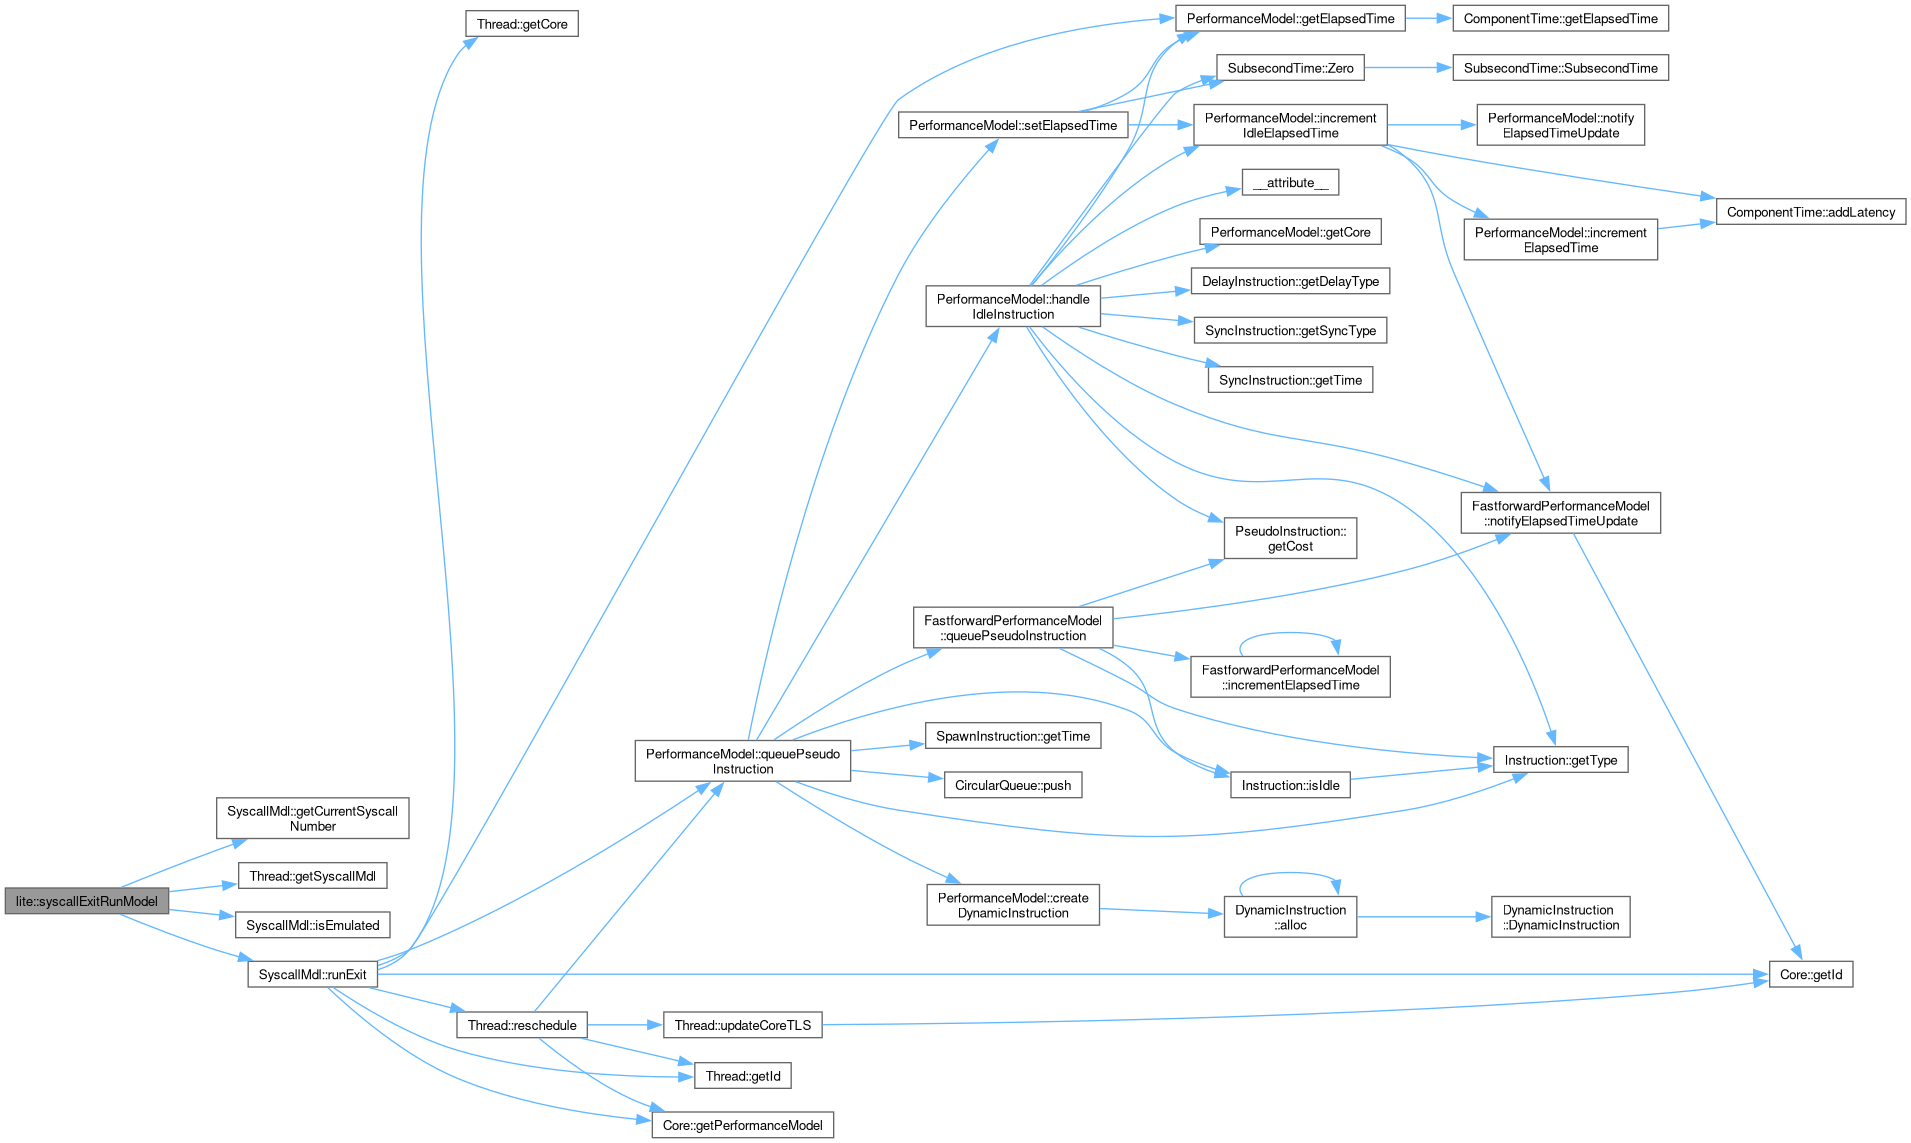 Thread::getCore
PerformanceModel::getElapsedTime
ComponentTime::getElapsedTime
SubsecondTime::Zero
SubsecondTime::SubsecondTime
PerformanceModel::setElapsedTime
PerformanceModel::increment
IdleElapsedTime
PerformanceModel::notify
ElapsedTimeUpdate
__attribute__
ComponentTime::addLatency
PerformanceModel::getCore
PerformanceModel::increment
ElapsedTime
DelayInstruction::getDelayType
PerformanceModel::handle
IdleInstruction
SyncInstruction::getSyncType
SyncInstruction::getTime
FastforwardPerformanceModel
::notifyElapsedTimeUpdate
PseudoInstruction::
getCost
FastforwardPerformanceModel
::queuePseudoInstruction
FastforwardPerformanceModel
::incrementElapsedTime
SpawnInstruction::getTime
PerformanceModel::queuePseudo
Instruction
Instruction::getType
CircularQueue::push
Instruction::isIdle
SyscallMdl::getCurrentSyscall
Number
Thread::getSyscallMdl
lite::syscallExitRunModel
PerformanceModel::create
DynamicInstruction
DynamicInstruction
::alloc
DynamicInstruction
::DynamicInstruction
SyscallMdl::isEmulated
SyscallMdl::runExit
Core::getId
Thread::reschedule
Thread::updateCoreTLS
Thread::getId
Core::getPerformanceModel